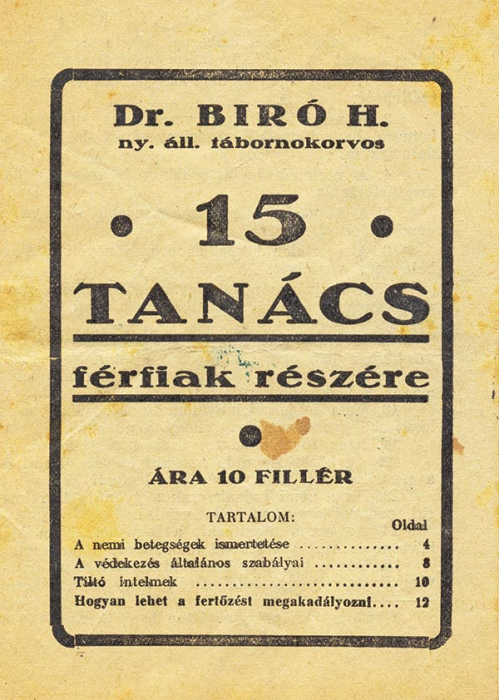 Dr. BIRÓ H.
ny. áll. tábornokorvos
• 15 •
TANÁCS
férfiak részére
•
ÁRA 10 FILLÉR
TARTALOM:
Oldal
A nemi betegségek ismertetése .............. 4
A védekezés általános szabályai ............ 8
Tiltó intelmek ........................... 10
Hogyan lehet a fertőzést megakadályozni.... 12